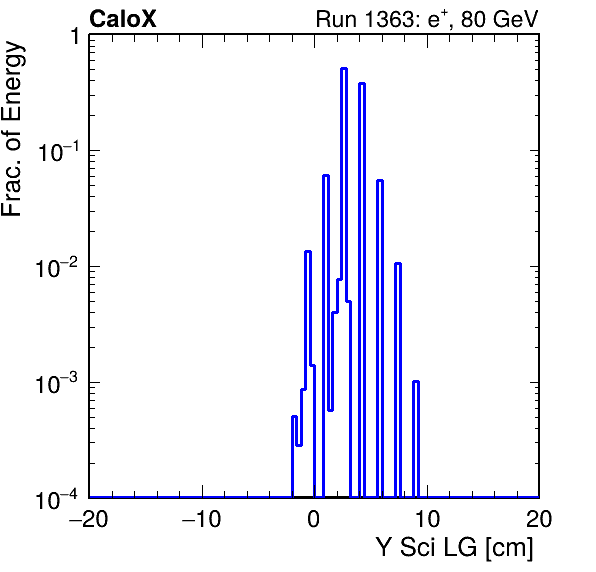 CaloX Run 1363: e⁺, 80 GeV
Frac. of Energy
1
10⁻¹
10⁻²
10⁻³
10⁻⁴
−20 −10 0 10 20
Y Sci LG [cm]